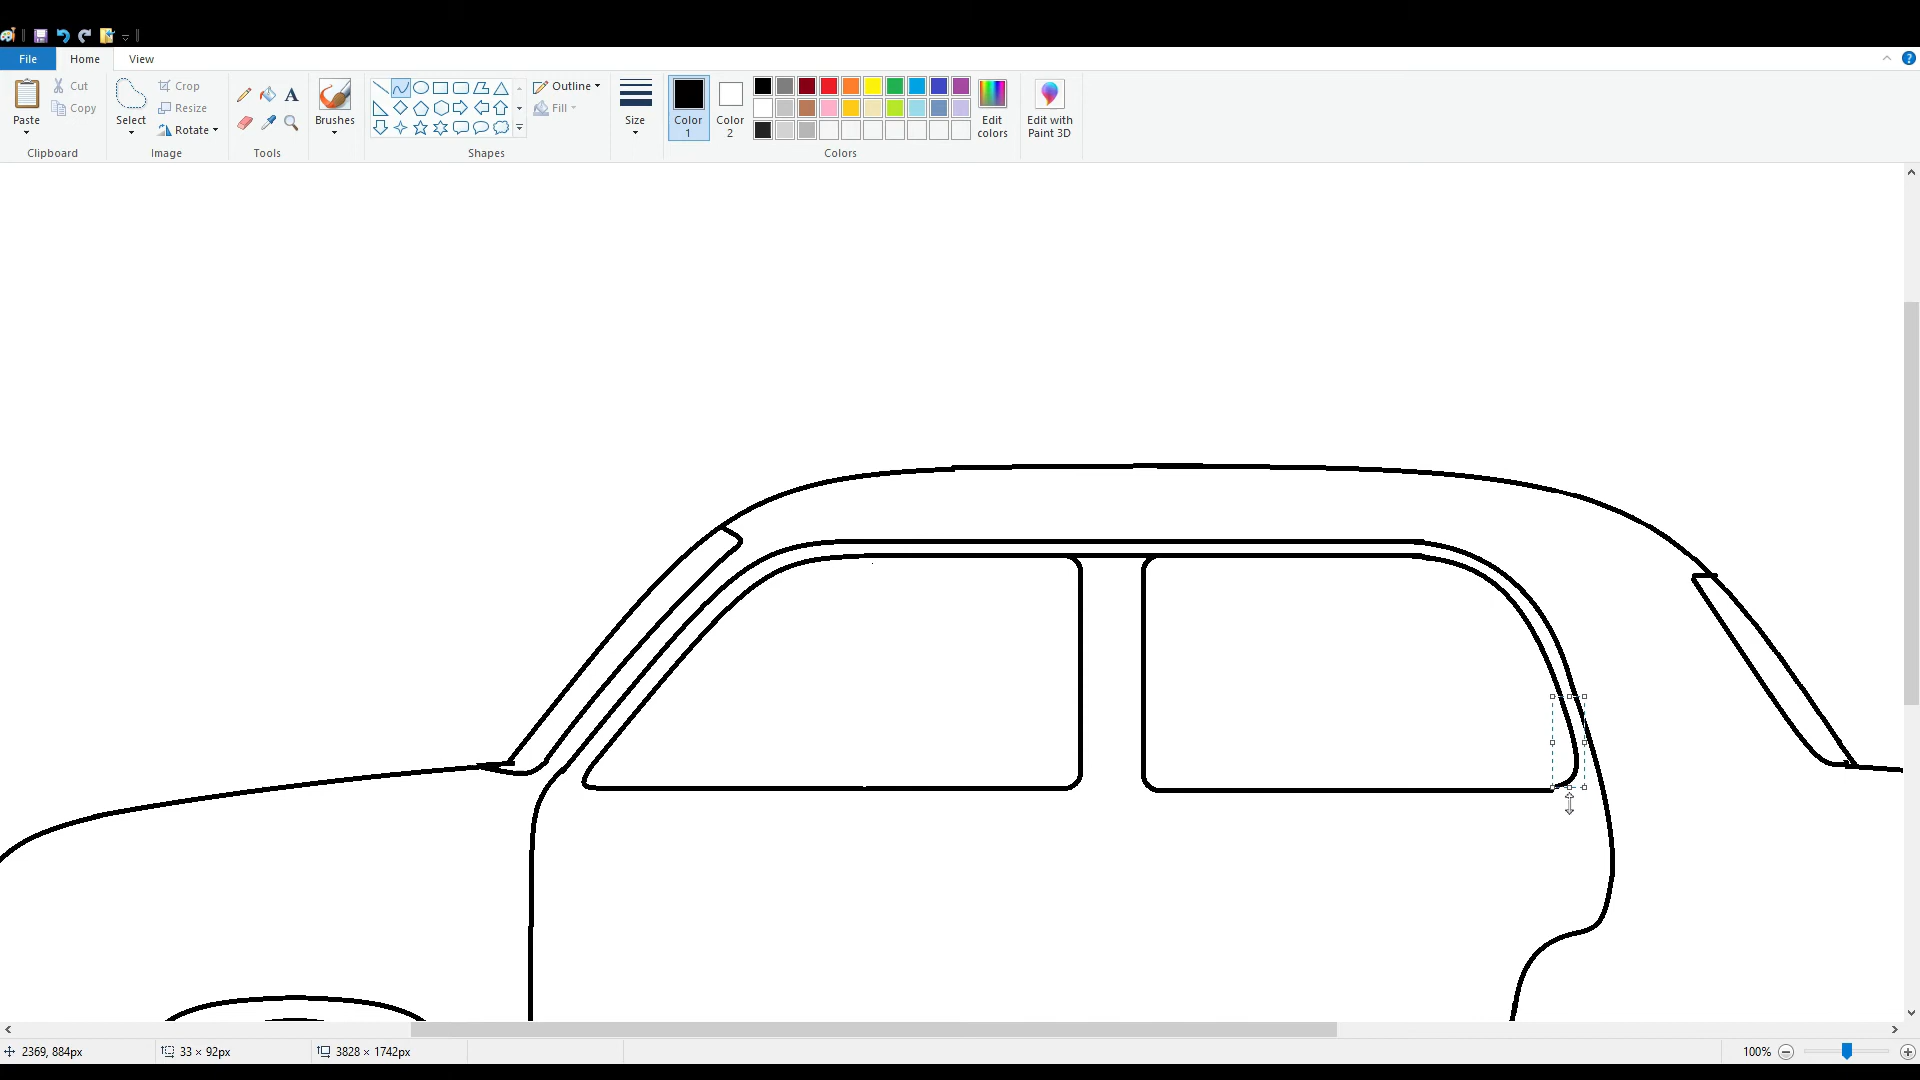 File Home View
Paste
Cut
Copy
Clipboard
Select
Crop
Resize
Rotate
Image
A
Tools
Brushes
Outline
Fill
Shapes
Size
Color
1
Color
2
Edit
colors
Colors
Edit with
Paint 3D
?
2369, 884px 33 × 92px 3828 × 1742px 100%